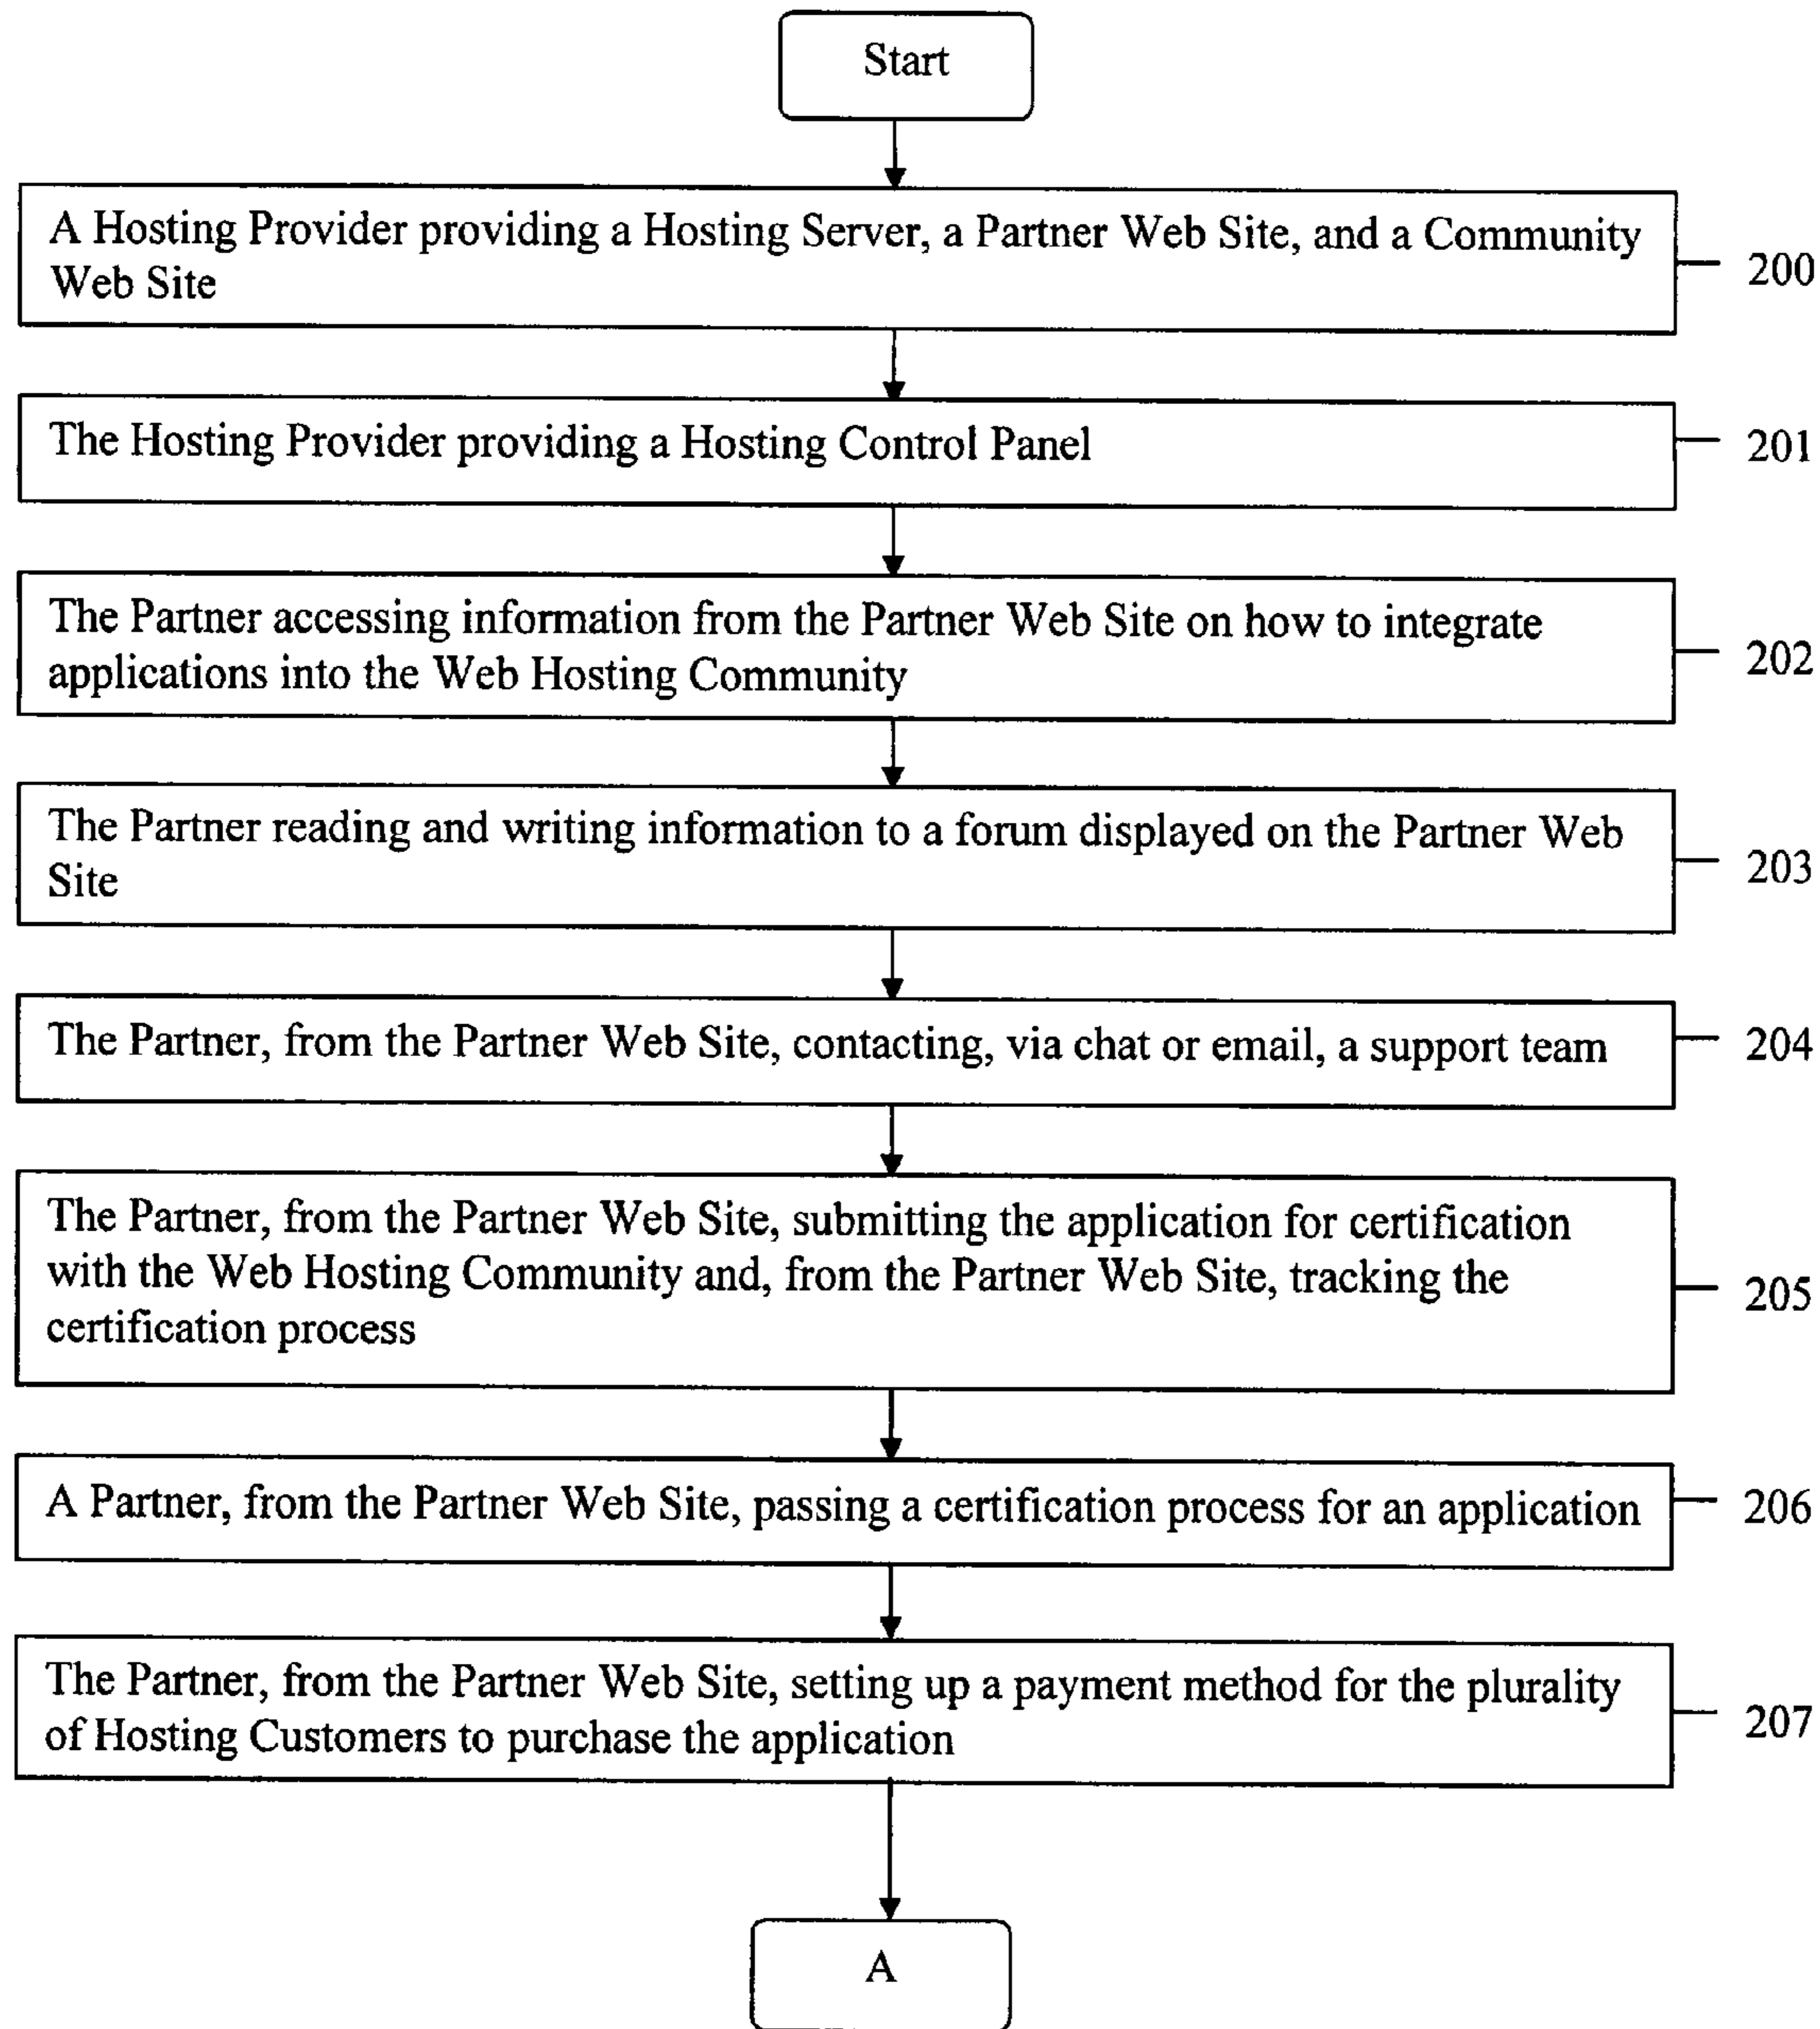 Start
A Hosting Provider providing a Hosting Server, a Partner Web Site, and a Community
Web Site
200
The Hosting Provider providing a Hosting Control Panel
201
The Partner accessing information from the Partner Web Site on how to integrate
applications into the Web Hosting Community
202
The Partner reading and writing information to a forum displayed on the Partner Web
Site
203
The Partner, from the Partner Web Site, contacting, via chat or email, a support team
204
The Partner, from the Partner Web Site, submitting the application for certification
with the Web Hosting Community and, from the Partner Web Site, tracking the
certification process
205
A Partner, from the Partner Web Site, passing a certification process for an application
206
The Partner, from the Partner Web Site, setting up a payment method for the plurality
of Hosting Customers to purchase the application
207
A